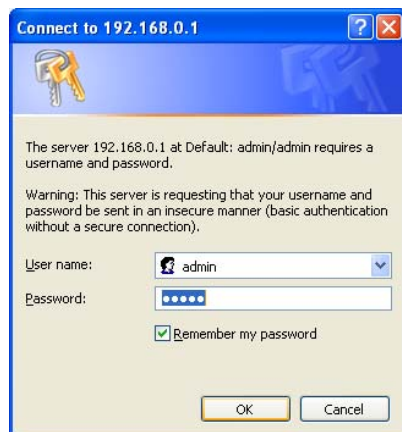 Connect to 192.168.0.1
The server 192.168.0.1 at Default: admin/admin requires a
username and password.
Warning: This server is requesting that your username and
password be sent in an insecure manner (basic authentication
without a secure connection).
User name:
admin
Password:
●●●●●
Remember my password
OK
Cancel